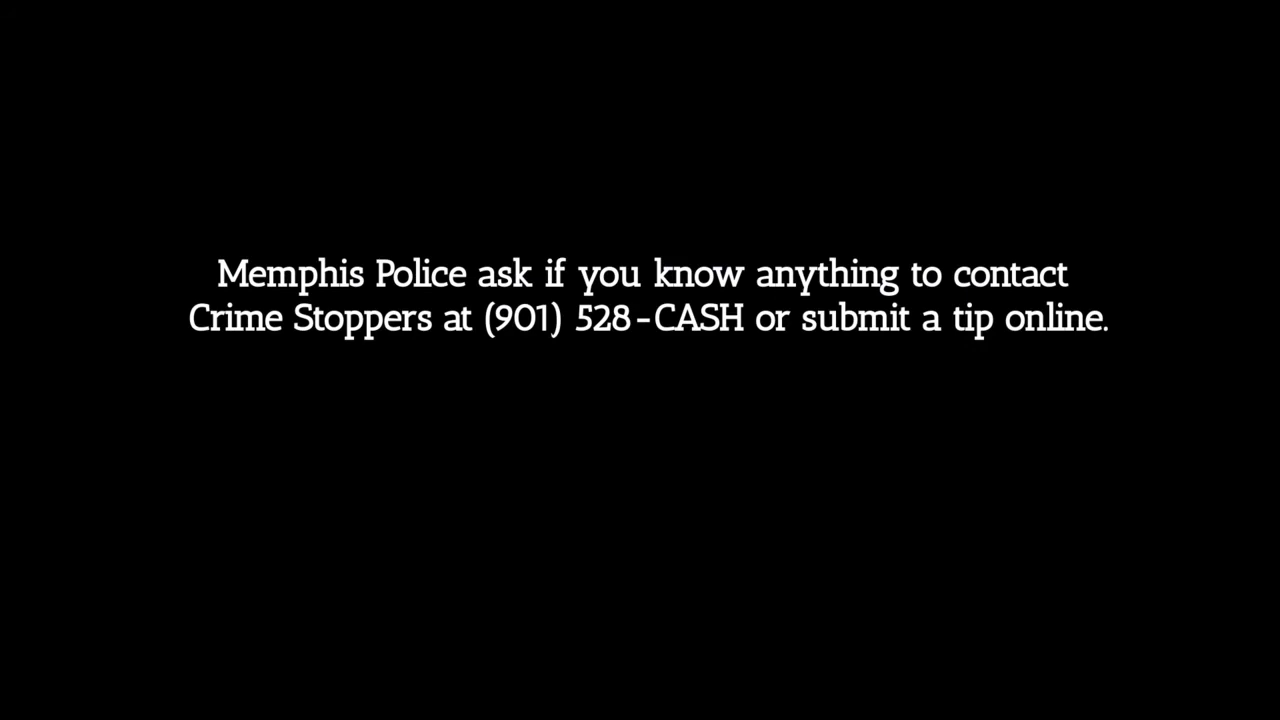 Memphis Police ask if you know anything to contact
Crime Stoppers at (901) 528-CASH or submit a tip online.